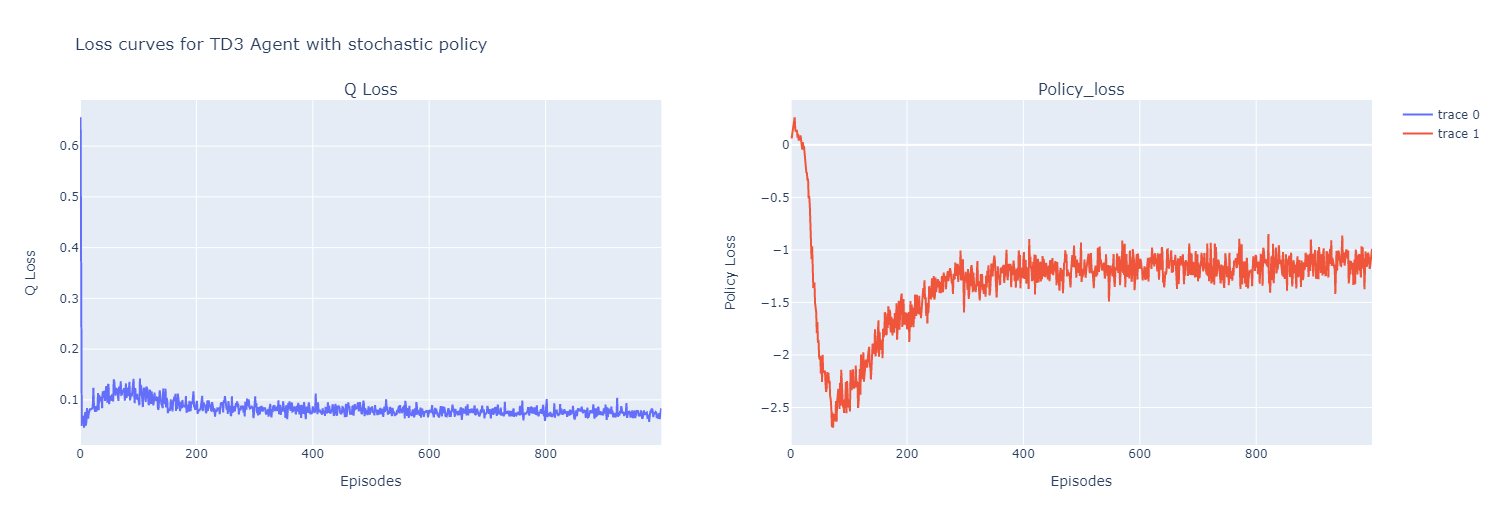 Loss curves for TD3 Agent with stochastic policy
Q Loss
Q Loss
0.6
0.5
0.4
0.3
0.2
0.1
0 200 400 600 800
Episodes
Policy_loss
Policy Loss
0
−0.5
−1
−1.5
−2
−2.5
0 200 400 600 800
Episodes
trace 0
trace 1